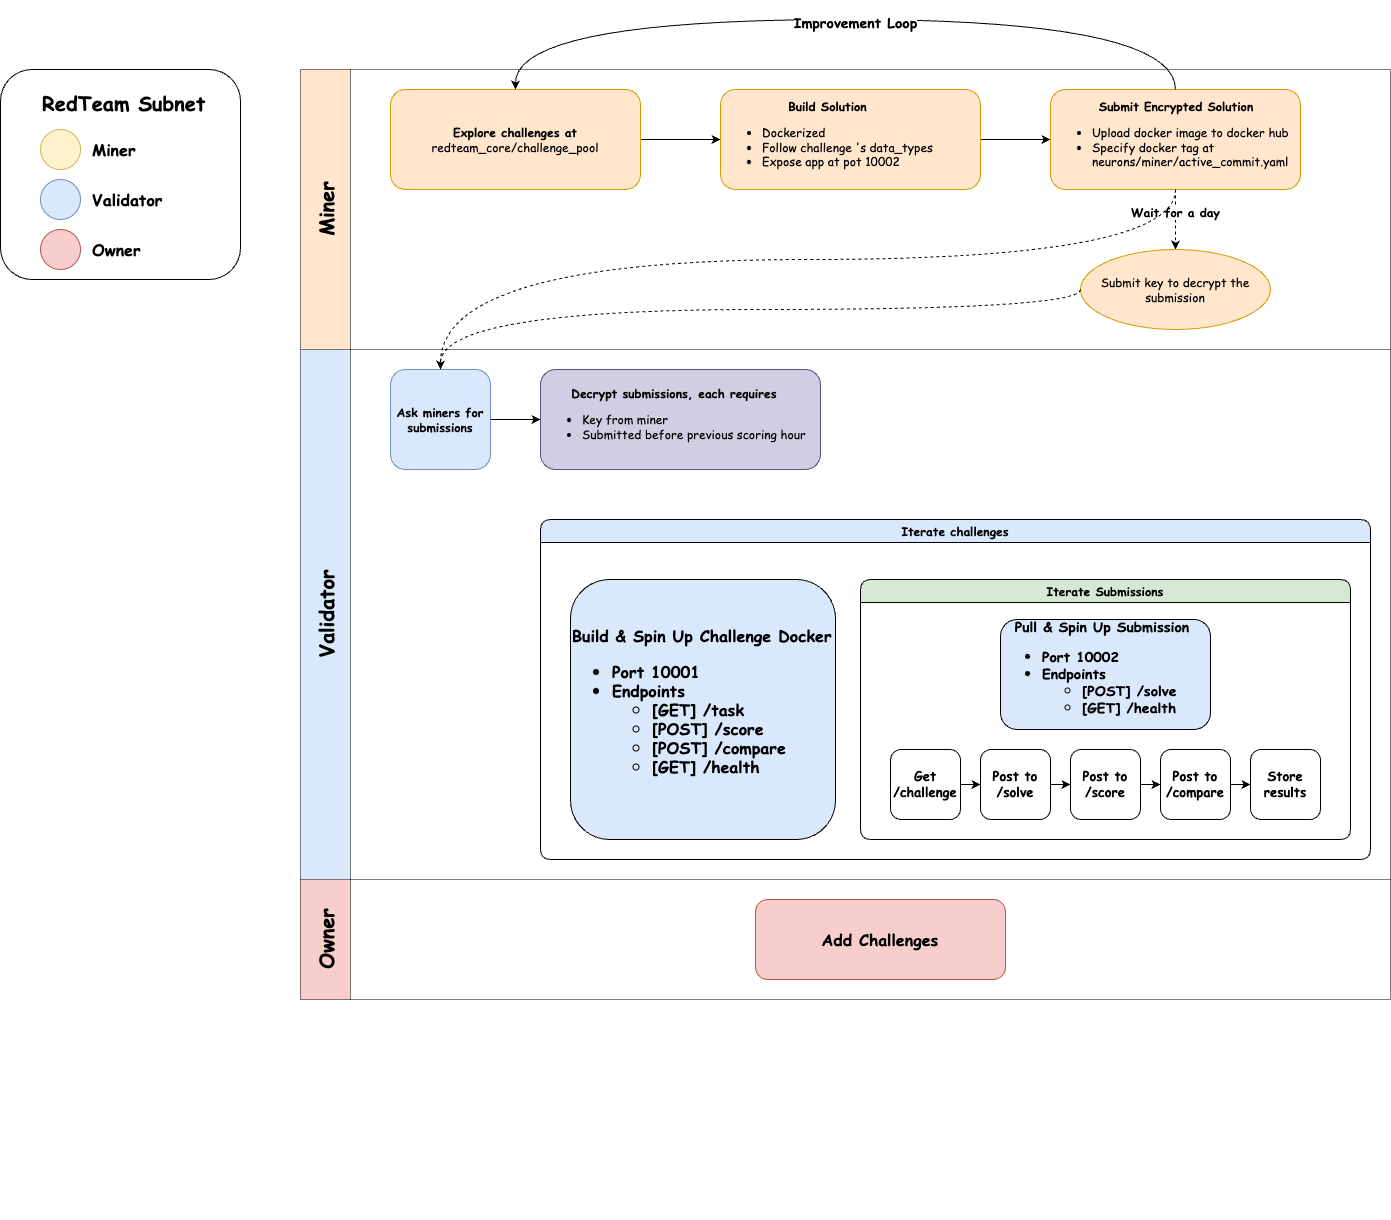 Improvement Loop
RedTeam Subnet
Miner
Validator
Owner
Miner
Explore challenges at
redteam_core/challenge_pool
Build Solution
Dockerized
Follow challenge 's data_types
Expose app at pot 10002
Submit Encrypted Solution
Upload docker image to docker hub
Specify docker tag at
neurons/miner/active_commit.yaml
Wait for a day
Submit key to decrypt the
submission
Validator
Ask miners for
submissions
Decrypt submissions, each requires
Key from miner
Submitted before previous scoring hour
Iterate challenges
Build & Spin Up Challenge Docker
Port 10001
Endpoints
[GET] /task
[POST] /score
[POST] /compare
[GET] /health
Iterate Submissions
Pull & Spin Up Submission
Port 10002
Endpoints
[POST] /solve
[GET] /health
Get
/challenge
Post to
/solve
Post to
/score
Post to
/compare
Store
results
Owner
Add Challenges